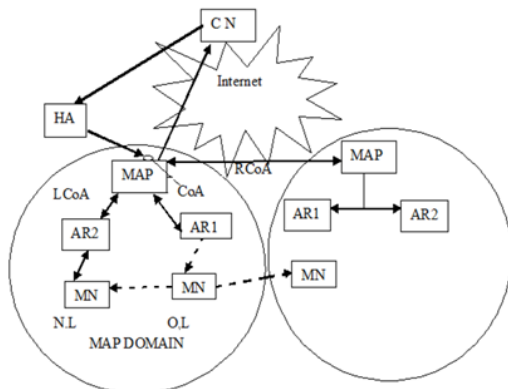 C N
Internet
HA
MAP
RCoA
MAP
LCoA
CoA
AR2
AR1
AR1
AR2
MN
MN
MN
N.L
O,L
MAP DOMAIN